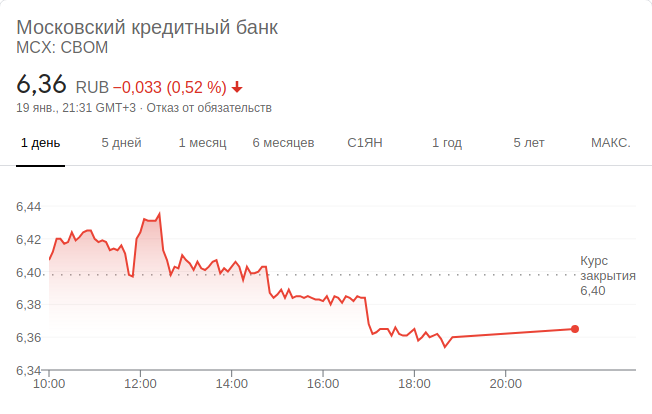 Московский кредитный банк
MCX: CBOM
6,36 RUB −0,033 (0,52 %)
19 янв., 21:31 GMT+3 · Отказ от обязательств
1 день 5 дней 1 месяц 6 месяцев С1ЯН 1 год 5 лет МАКС.
6,44
6,42
6,40
6,38
6,36
6,34
Курс
закрытия
6,40
10:00 12:00 14:00 16:00 18:00 20:00